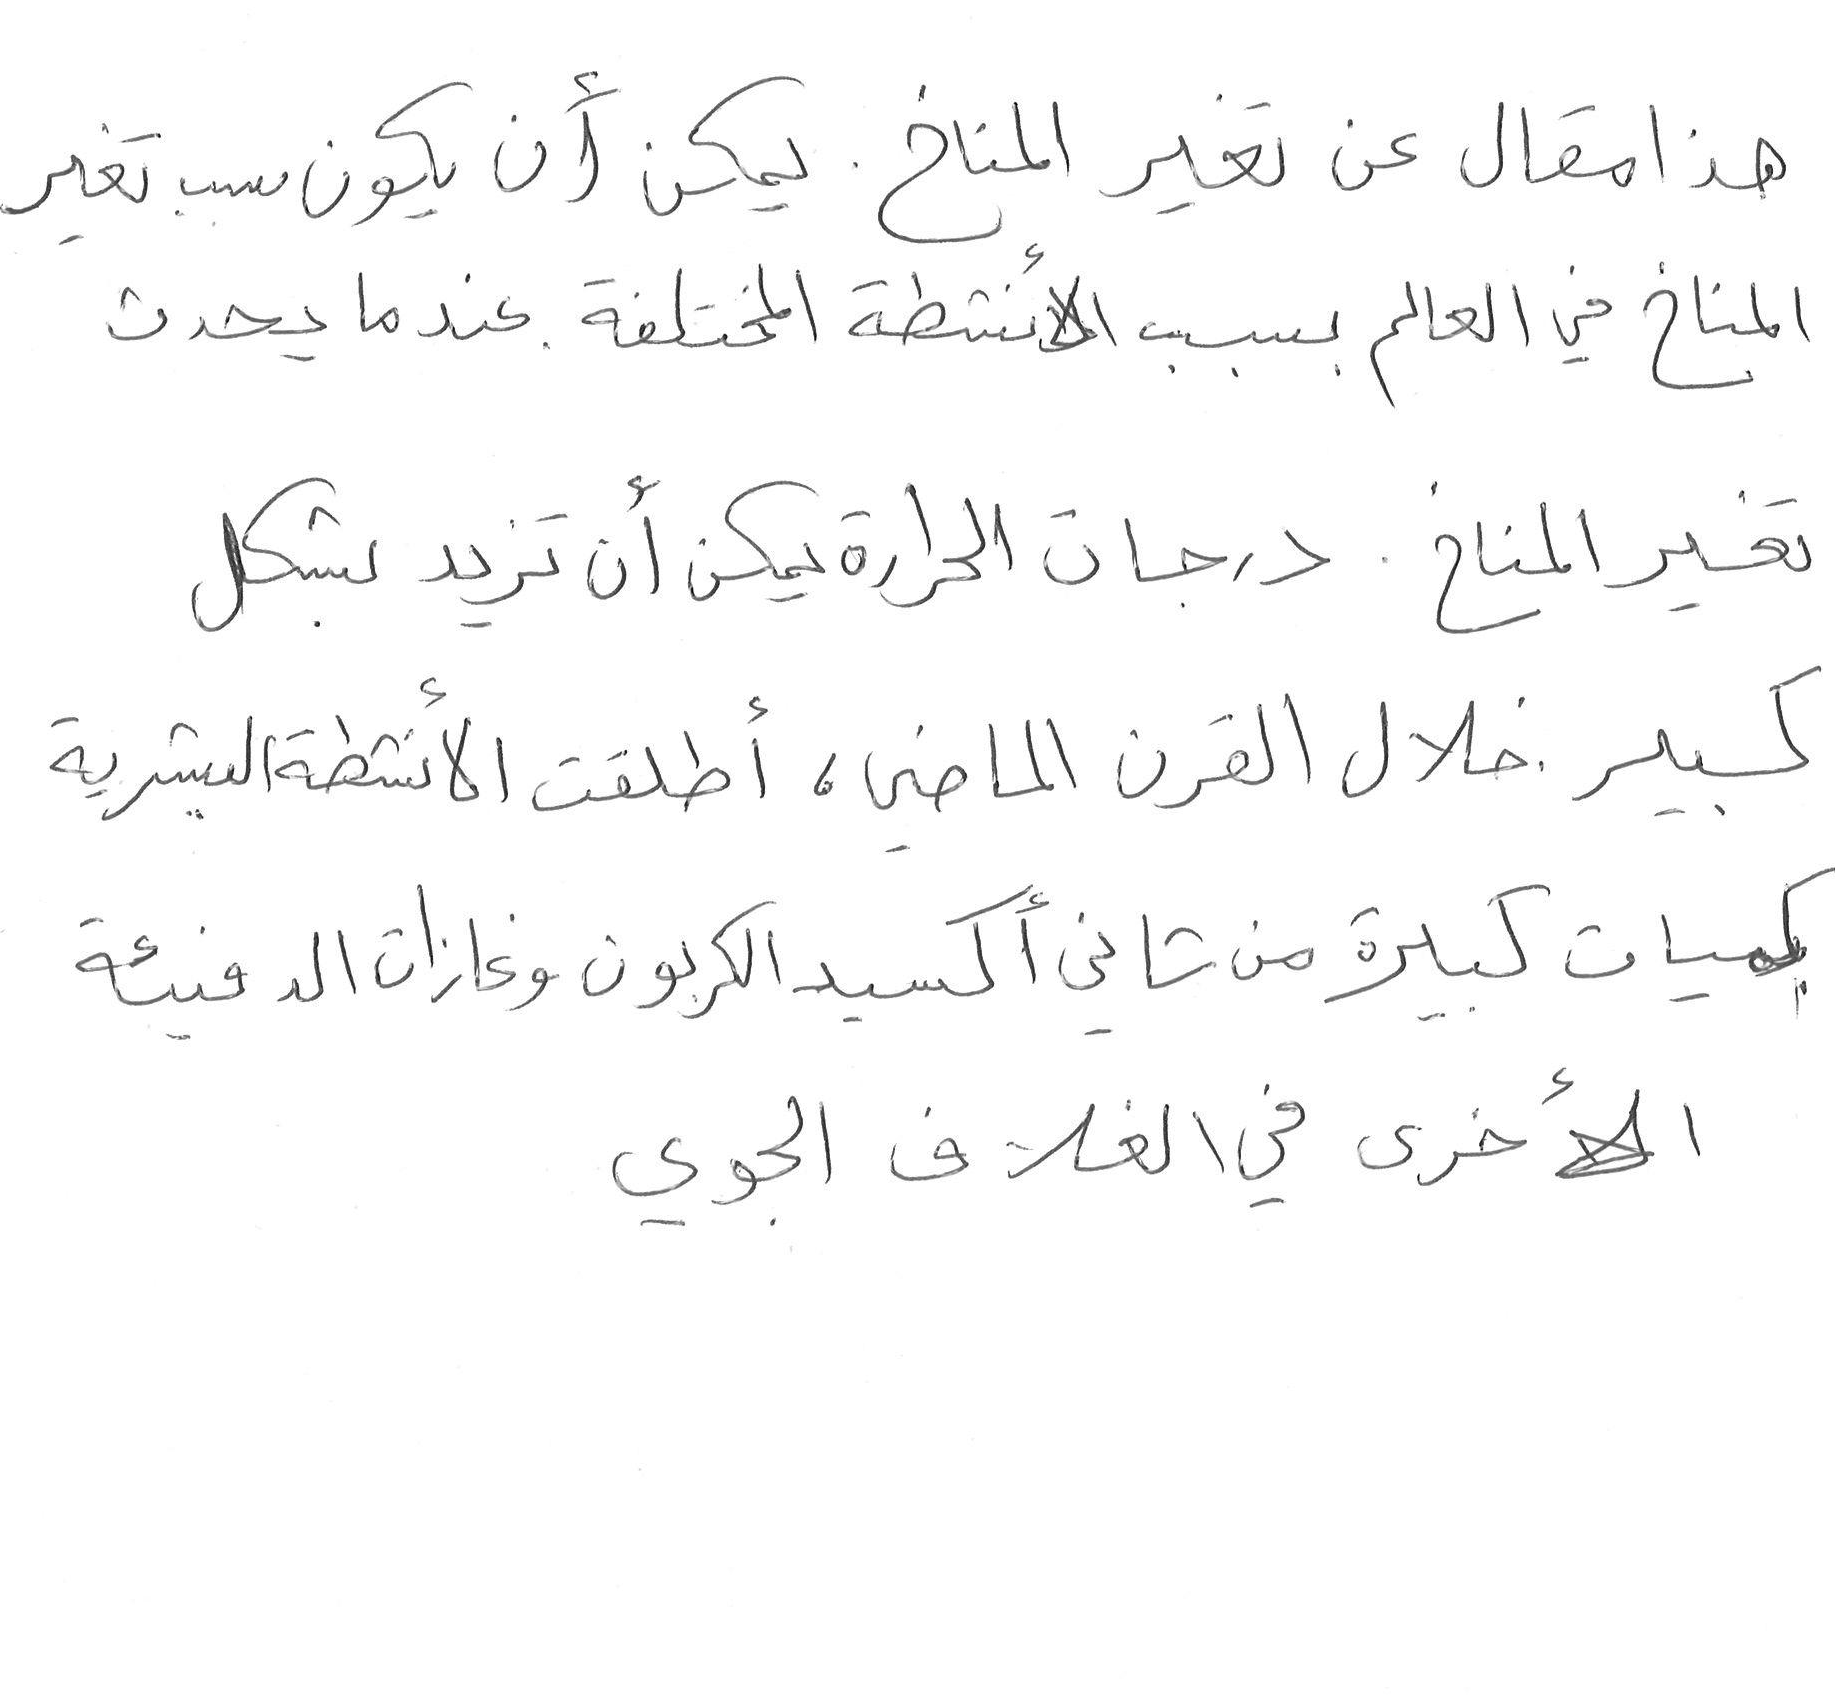 هذا مقال عن تغير المناخ. يمكن أن يكون سبب تغير
المناخ في العالم بسبب الأنشطة المختلفة. عندما يحدث
تغير المناخ. درجات الحرارة يمكن أن تزيد بشكل
كبير. خلال القرن الماضي، أطلقت الأنشطة البشرية
كميات كبيرة من ثاني أكسيد الكربون وغازات الدفيئة
الأخرى في الغلاف الجوي